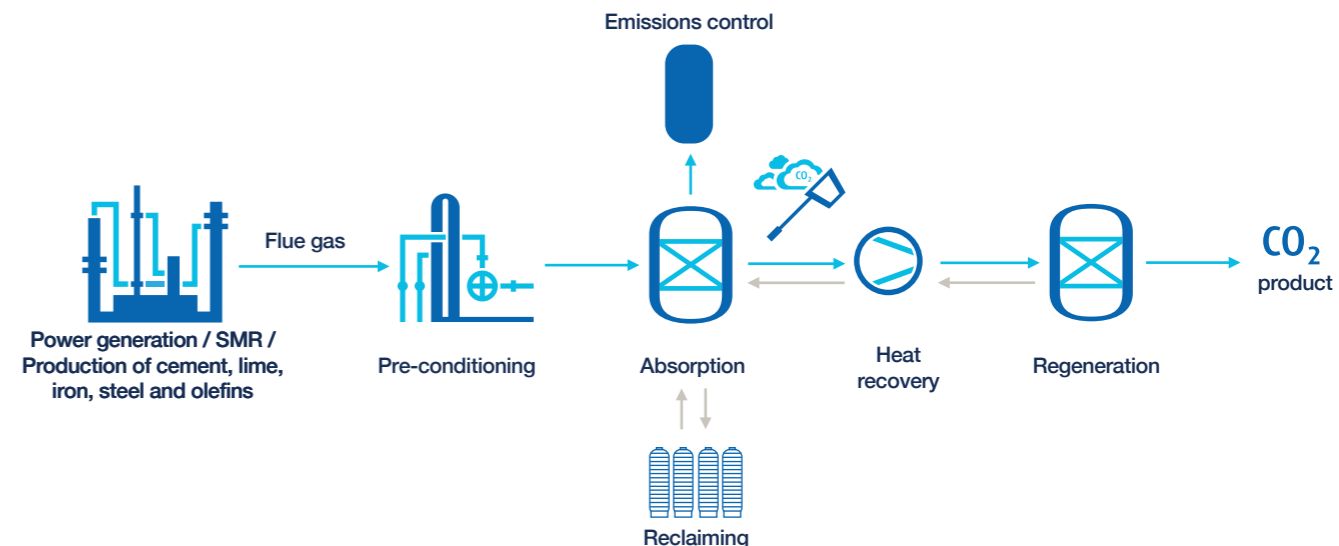 Emissions control
CO2
Flue gas
CO2
product
Power generation / SMR /
Production of cement, lime,
iron, steel and olefins
Pre-conditioning
Absorption
Heat
recovery
Regeneration
Reclaiming